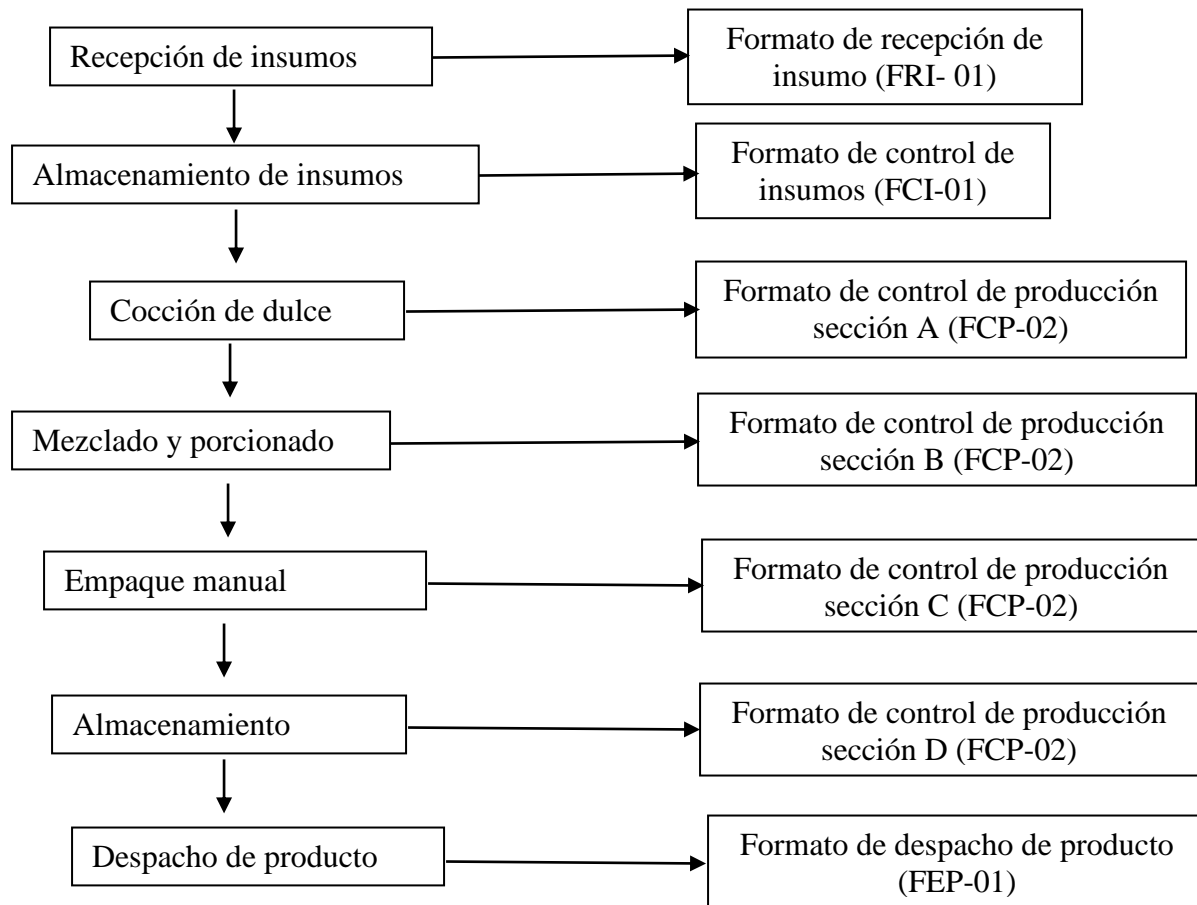 Recepción de insumos
Formato de recepción de
insumo (FRI- 01)
Almacenamiento de insumos
Formato de control de
insumos (FCI-01)
Cocción de dulce
Formato de control de producción
sección A (FCP-02)
Mezclado y porcionado
Formato de control de producción
sección B (FCP-02)
Empaque manual
Formato de control de producción
sección C (FCP-02)
Almacenamiento
Formato de control de producción
sección D (FCP-02)
Despacho de producto
Formato de despacho de producto
(FEP-01)